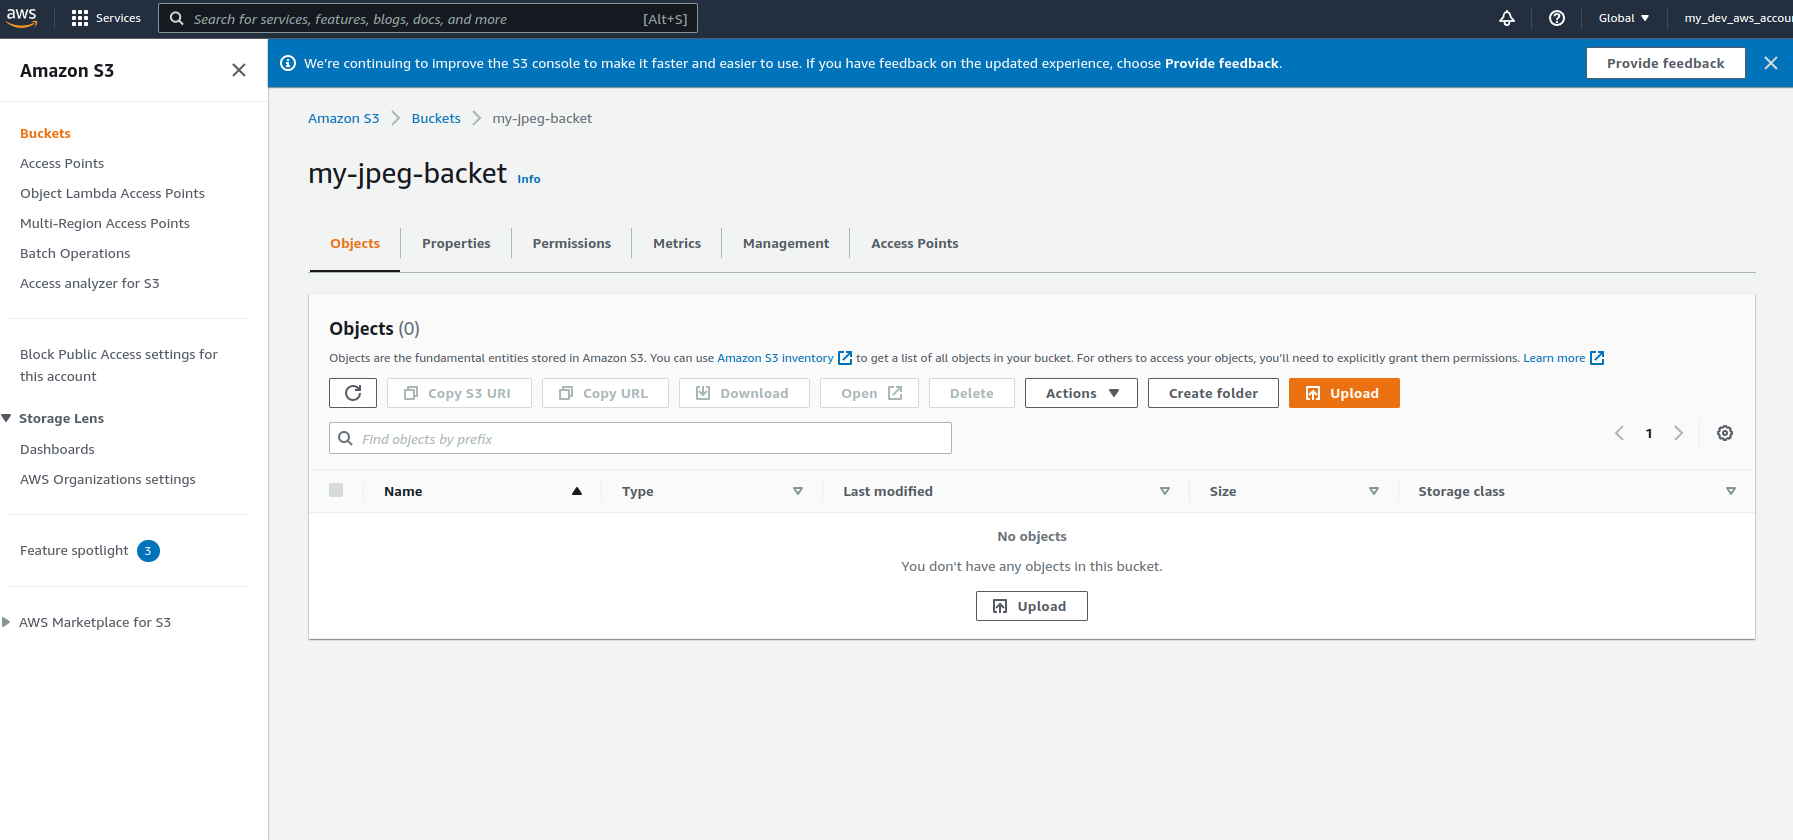 aws Services Search for services, features, blogs, docs, and more [Alt+S] Global my_dev_aws_accou
Amazon S3
We're continuing to improve the S3 console to make it faster and easier to use. If you have feedback on the updated experience, choose Provide feedback. Provide feedback
Buckets
Access Points
Object Lambda Access Points
Multi-Region Access Points
Batch Operations
Access analyzer for S3
Block Public Access settings for
this account
Storage Lens
Dashboards
AWS Organizations settings
Feature spotlight 3
AWS Marketplace for S3
Amazon S3 Buckets my-jpeg-backet
my-jpeg-backet Info
Objects Properties Permissions Metrics Management Access Points
Objects (0)
Objects are the fundamental entities stored in Amazon S3. You can use Amazon S3 inventory to get a list of all objects in your bucket. For others to access your objects, you'll need to explicitly grant them permissions. Learn more
Copy S3 URI Copy URL Download Open Delete Actions Create folder Upload
Find objects by prefix 1
Name Type Last modified Size Storage class
No objects
You don't have any objects in this bucket.
Upload